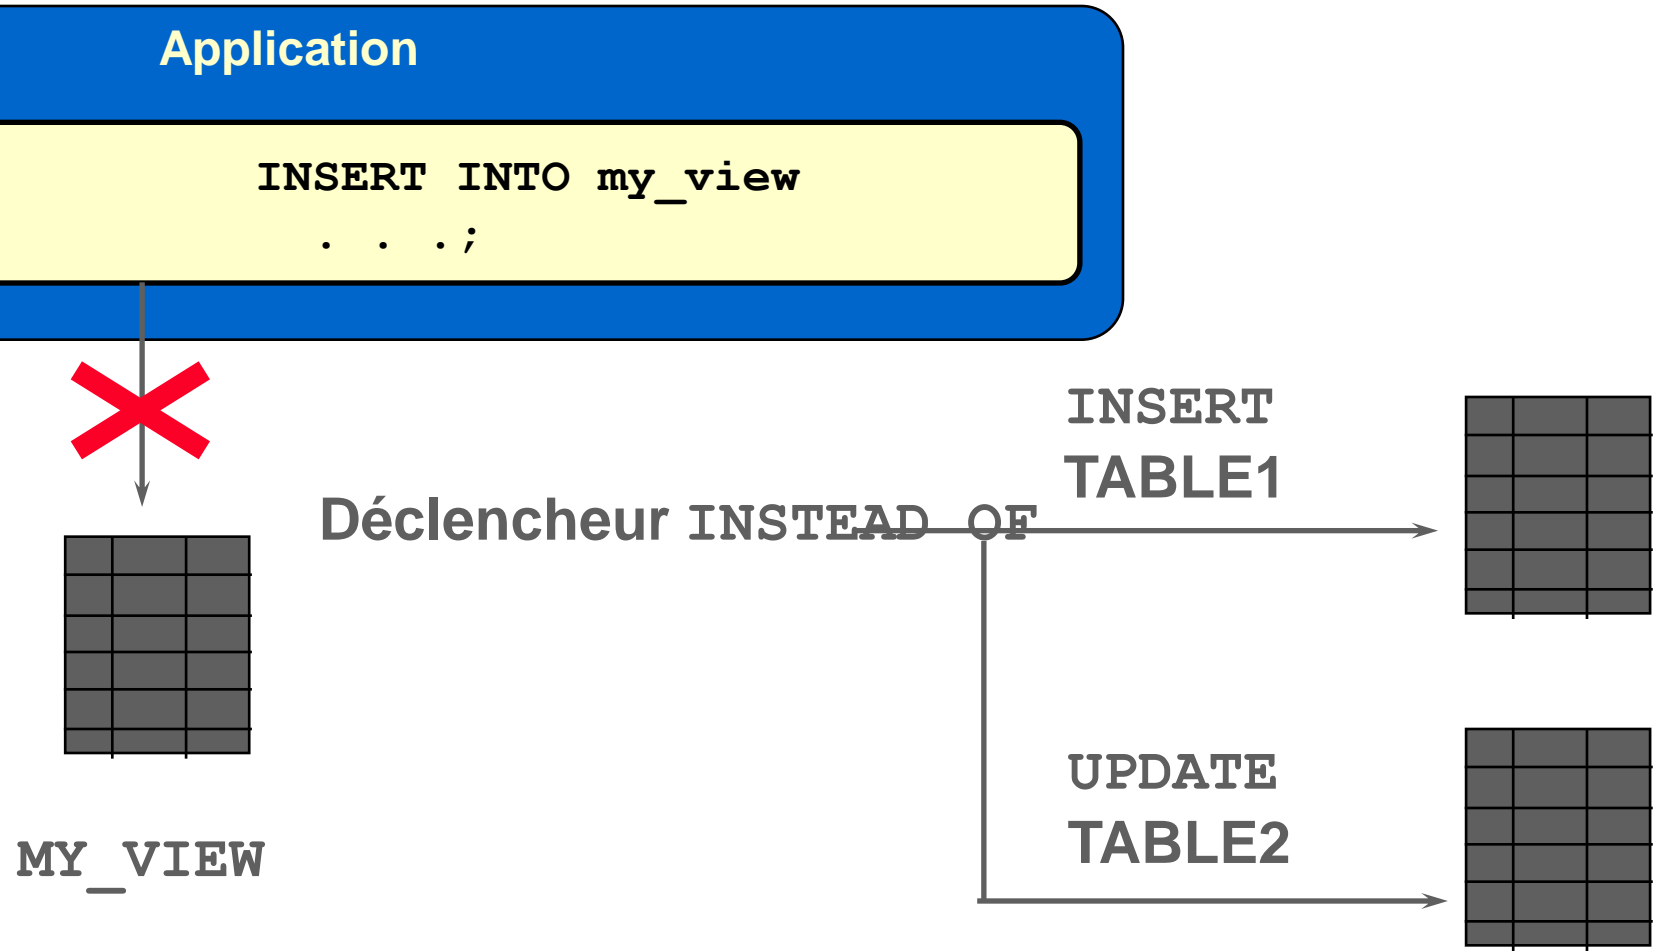 Application
INSERT INTO my_view
. . .;
INSERT
TABLE1
Déclencheur INSTEAD OF
UPDATE
TABLE2
MY_VIEW